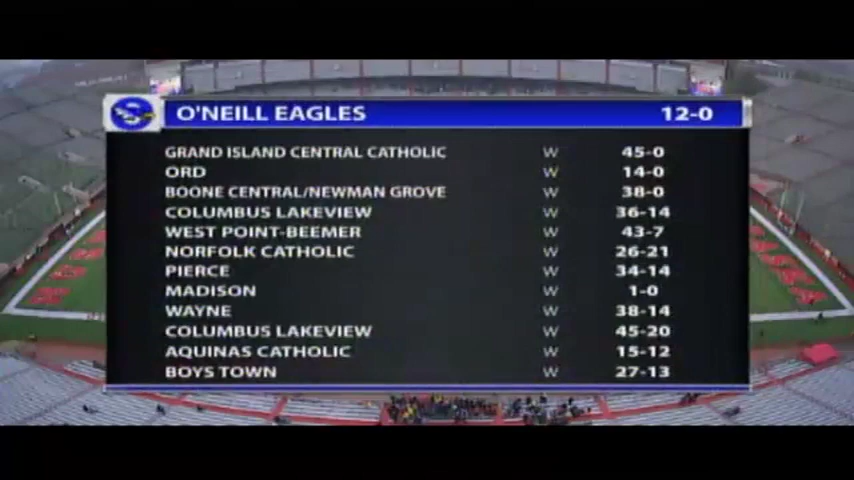 O'NEILL EAGLES 12-0
GRAND ISLAND CENTRAL CATHOLIC W 45-0
ORD W 14-0
BOONE CENTRAL/NEWMAN GROVE W 38-0
COLUMBUS LAKEVIEW W 36-14
WEST POINT-BEEMER W 43-7
NORFOLK CATHOLIC W 26-21
PIERCE W 34-14
MADISON W 1-0
WAYNE W 38-14
COLUMBUS LAKEVIEW W 45-20
AQUINAS CATHOLIC W 15-12
BOYS TOWN W 27-13